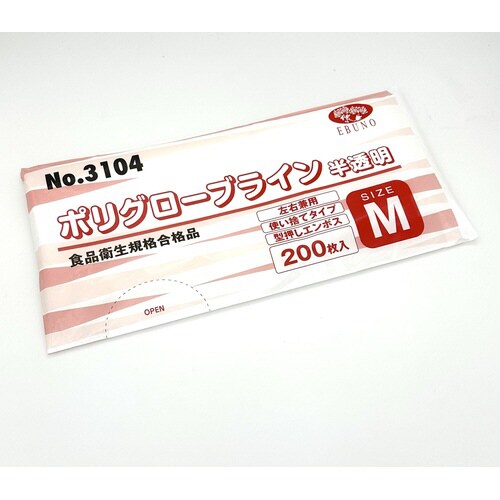 EBUNO
No.3104
ポリグローブライン 半透明
食品衛生規格合格品
左右兼用
使い捨てタイプ
型押しエンボス
200枚入
SIZE
M
OPEN